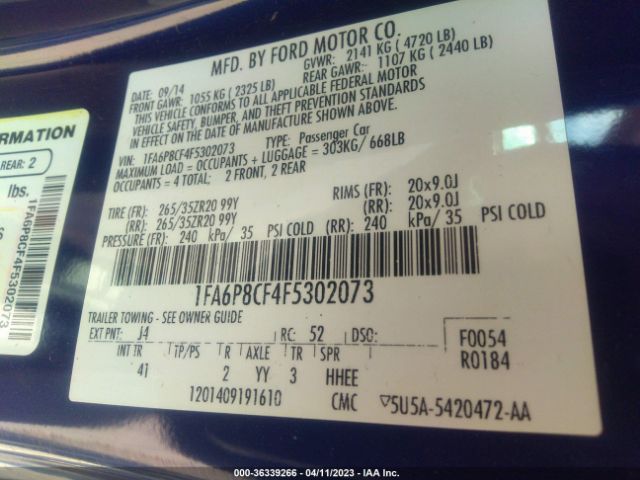 MFD. BY FORD MOTOR CO.
DATE: 09/14 GVWR: 2141 KG ( 4720 LB)
FRONT GAWR: 1055 KG ( 2325 LB) REAR GAWR: 1107 KG ( 2440 LB)
THIS VEHICLE CONFORMS TO ALL APPLICABLE FEDERAL MOTOR
VEHICLE SAFETY, BUMPER, AND THEFT PREVENTION STANDARDS
IN EFFECT ON THE DATE OF MANUFACTURE SHOWN ABOVE.
VIN: 1FA6P8CF4F5302073 TYPE: Passenger Car
MAXIMUM LOAD = OCCUPANTS + LUGGAGE = 303KG/ 668LB
OCCUPANTS = 4 TOTAL; 2 FRONT, 2 REAR
TIRE (FR): 265/35ZR20 99Y RIMS (FR): 20x9.0J
(RR): 265/35ZR20 99Y (RR): 20x9.0J
PRESSURE (FR): 240 kPa/ 35 PSI COLD (RR): 240 kPa/ 35 PSI COLD
1FA6P8CF4F5302073
TRAILER TOWING - SEE OWNER GUIDE
EXT PNT: J4 RC: 52 DSO: F0054
INT TR TP/PS R AXLE TR SPR R0184
41 2 YY 3 HHEE
1201409191610 CMC 5U5A-5420472-AA
FORMATION
REAR: 2
lbs.
1FA6P8CF4F5302073
000-36339266 - 04/11/2023 - IAA Inc.